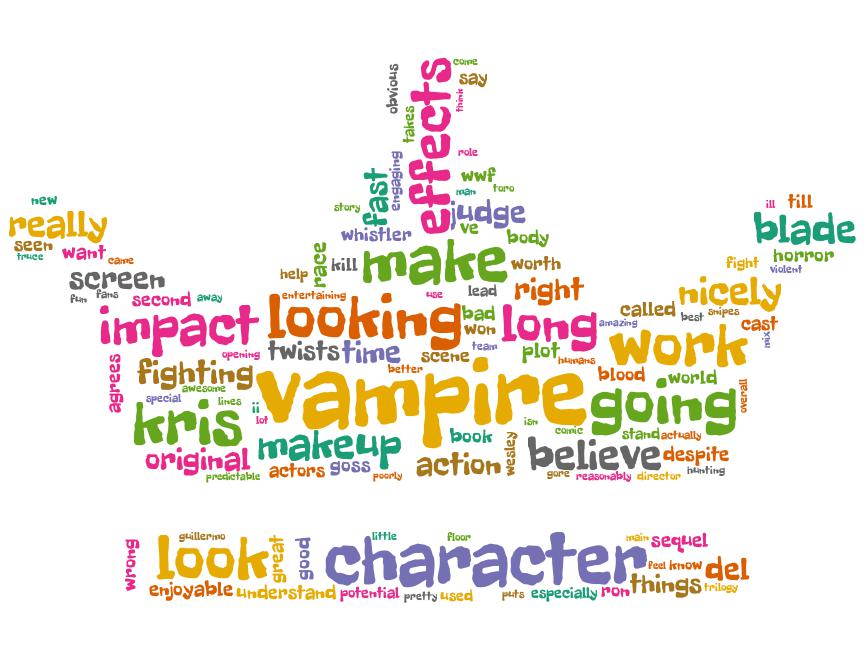 come
say
obvious
think
effects
takes
engaging
role
wwf
fast
man
toro
story
judge
ve
whistler
body
new
really
seen
truce
want
came
screen
fun
fans
second
away
race
help
kill
make
worth
entertaining
use
lead
right
ill
till
blade
horror
violent
fight
nicely
called
best
snipes
cast
mix
impact
looking
bad
won
long
amazing
work
opening
twists
time
scene
team
plot
humans
better
agrees
fighting
awesome
special
lines
ii
lot
vampire
blood
world
going
overall
kris
makeup
book
isn
comic
stand
actually
original
predictable
actors
goss
poorly
action
wesley
believe
despite
gore
reasonably
director
hunting
wrong
guillermo
look
great
good
little
character
floor
main
sequel
feel
know
del
enjoyable
understand
potential
pretty
used
puts
especially
ron
things
trilogy